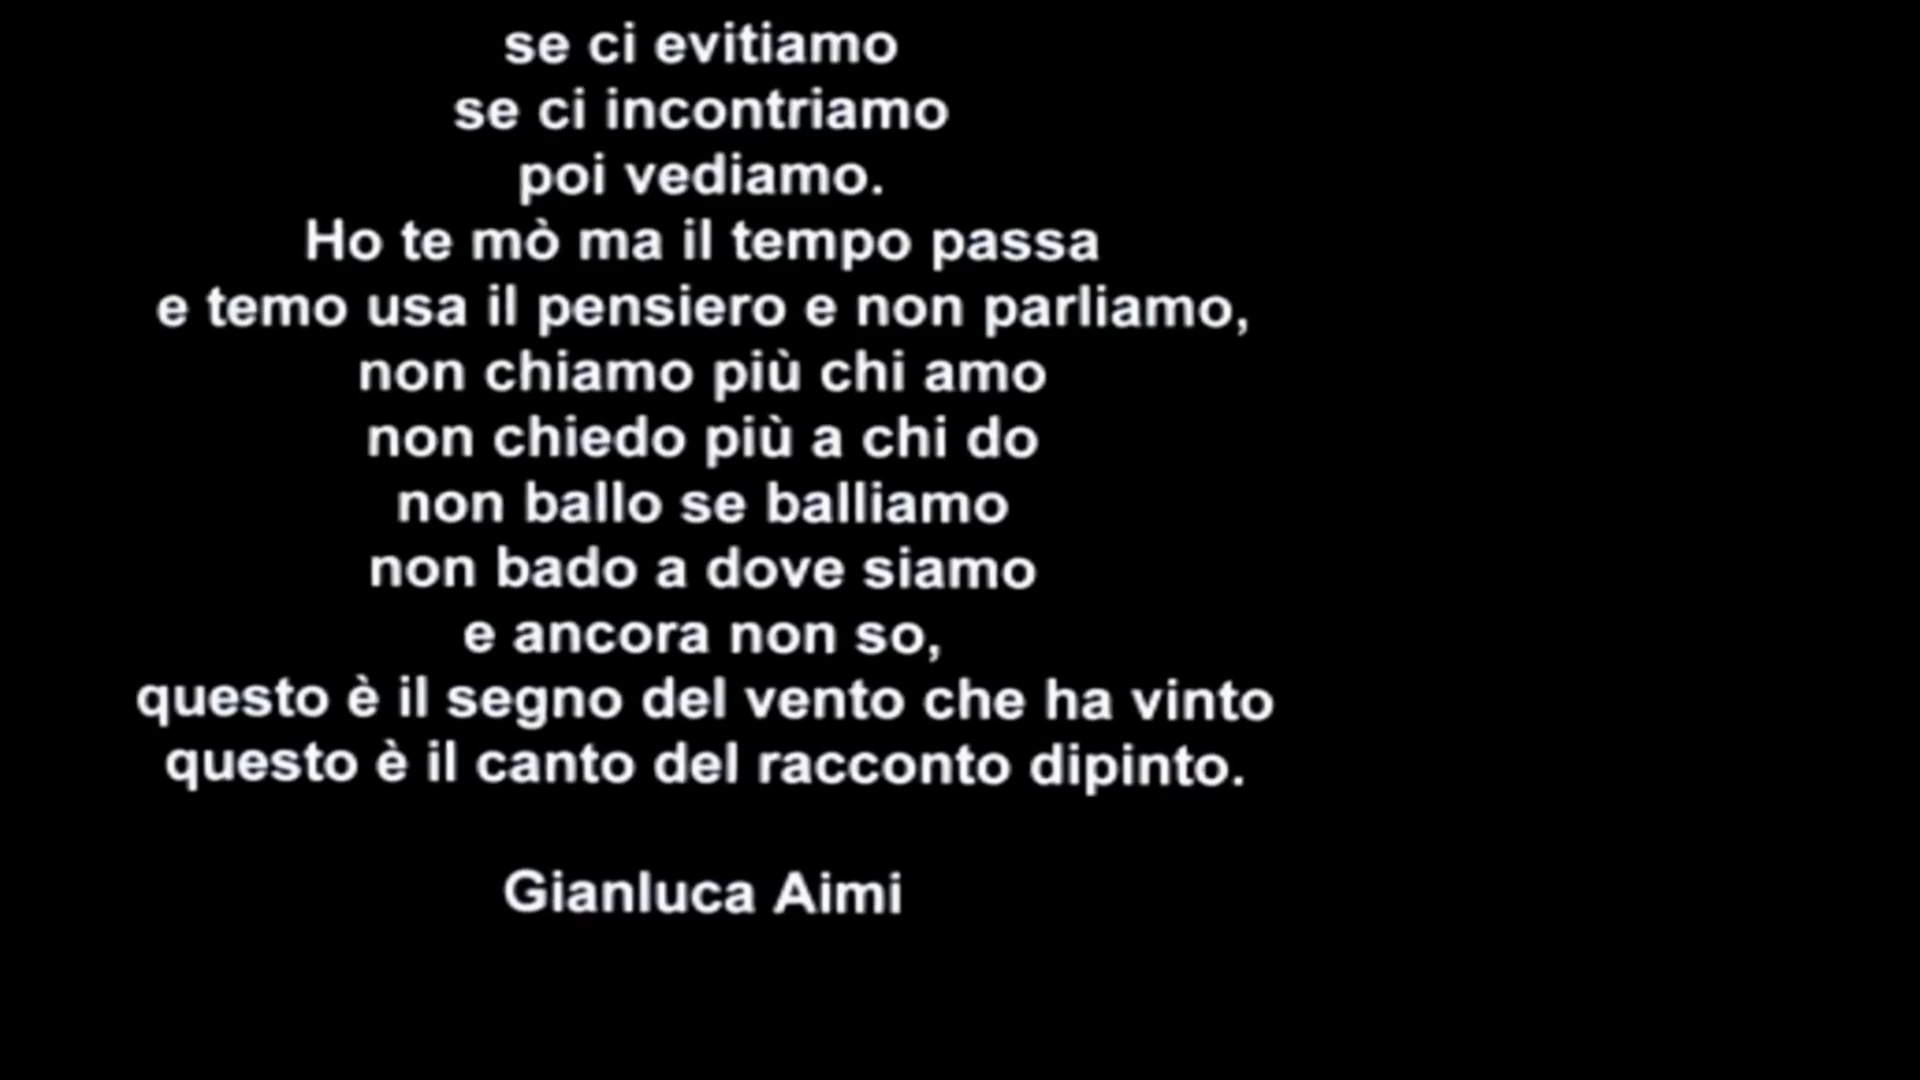 se ci evitiamo
se ci incontriamo
poi vediamo.
Ho te mò ma il tempo passa
e temo usa il pensiero e non parliamo,
non chiamo più chi amo
non chiedo più a chi do
non ballo se balliamo
non bado a dove siamo
e ancora non so,
questo è il segno del vento che ha vinto
questo è il canto del racconto dipinto.
Gianluca Aimi